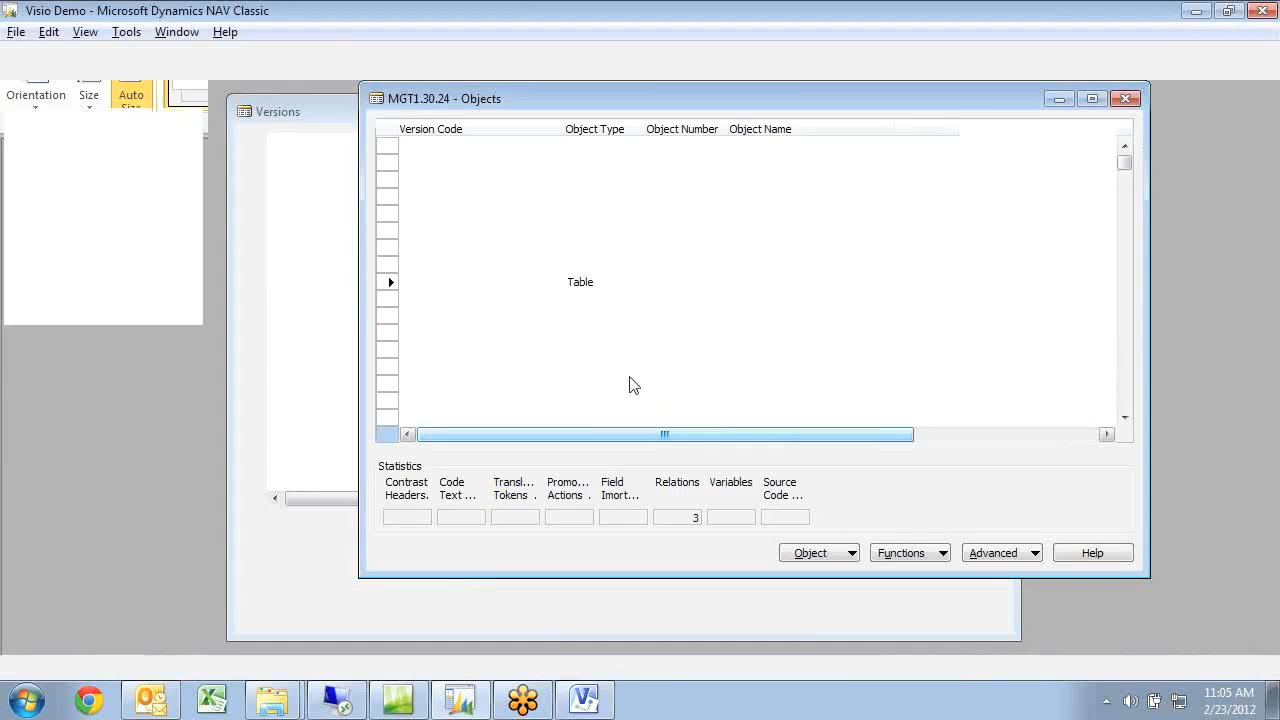 Visio Demo - Microsoft Dynamics NAV Classic
File Edit View Tools Window Help
Orientation Size Auto
Size
Versions
MGT1.30.24 - Objects
Version Code Object Type Object Number Object Name
Table
Statistics
Contrast Code Transl... Promo... Field Relations Variables Source
Headers. Text ... Tokens . Actions . Imort... Code ...
3
Object Functions Advanced Help
11:05 AM
2/23/2012